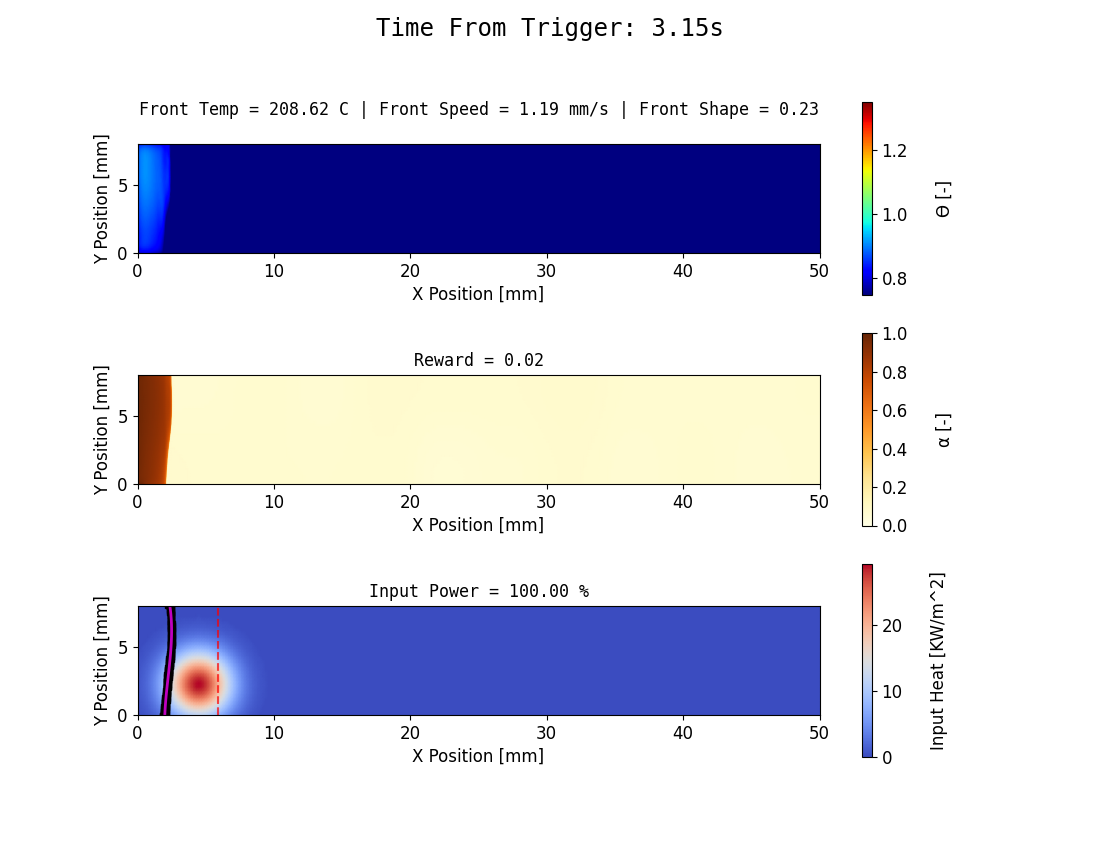 Time From Trigger: 3.15s
Front Temp = 208.62 C | Front Speed = 1.19 mm/s | Front Shape = 0.23
Y Position [mm]
5
0
0 10 20 30 40 50
X Position [mm]
1.2
1.0
0.8
Θ [-]
Reward = 0.02
Y Position [mm]
5
0
0 10 20 30 40 50
X Position [mm]
1.0
0.8
0.6
0.4
0.2
0.0
α [-]
Input Power = 100.00 %
Y Position [mm]
5
0
0 10 20 30 40 50
X Position [mm]
20
10
0
Input Heat [KW/m^2]